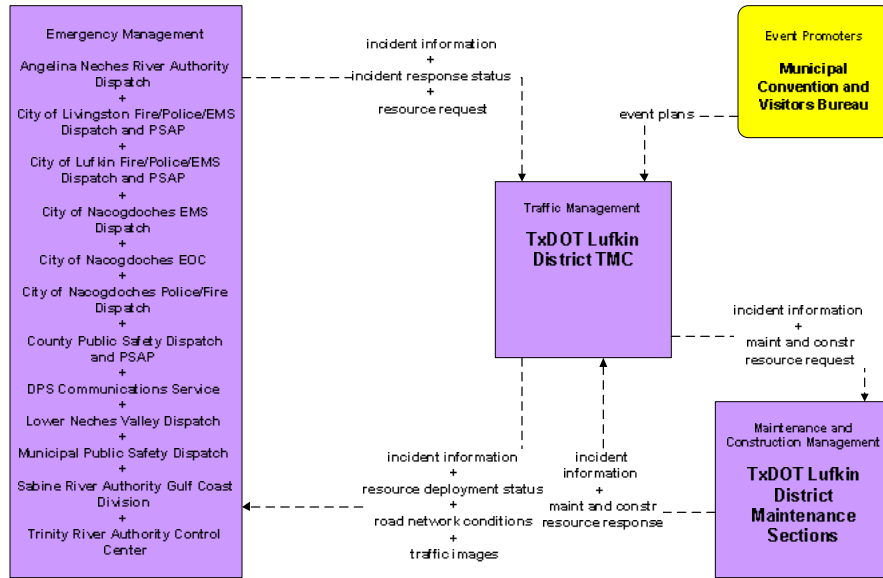 Emergency Management
Angelina Neches River Authority
Dispatch
+
City of Livingston Fire/Police/EMS
Dispatch and PSAP
+
City of Lufkin Fire/Police/EMS
Dispatch and PSAP
+
City of Nacogdoches EMS
Dispatch
+
City of Nacogdoches EOC
+
City of Nacogdoches Police/Fire
Dispatch
+
County Public Safety Dispatch
and PSAP
+
DPS Communications Service
+
Lower Neches Valley Dispatch
+
Municipal Public Safety Dispatch
+
Sabine River Authority Gulf Coast
Division
+
Trinity River Authority Control
Center
incident information
+
incident response status
+
resource request
Event Promoters
Municipal
Convention and
Visitors Bureau
event plans
Traffic Management
TxDOT Lufkin
District TMC
incident information
+
maint and constr
resource request
incident information
+
resource deployment status
+
road network conditions
+
traffic images
incident
information
+
maint and constr
resource response
Maintenance and
Construction Management
TxDOT Lufkin
District
Maintenance
Sections